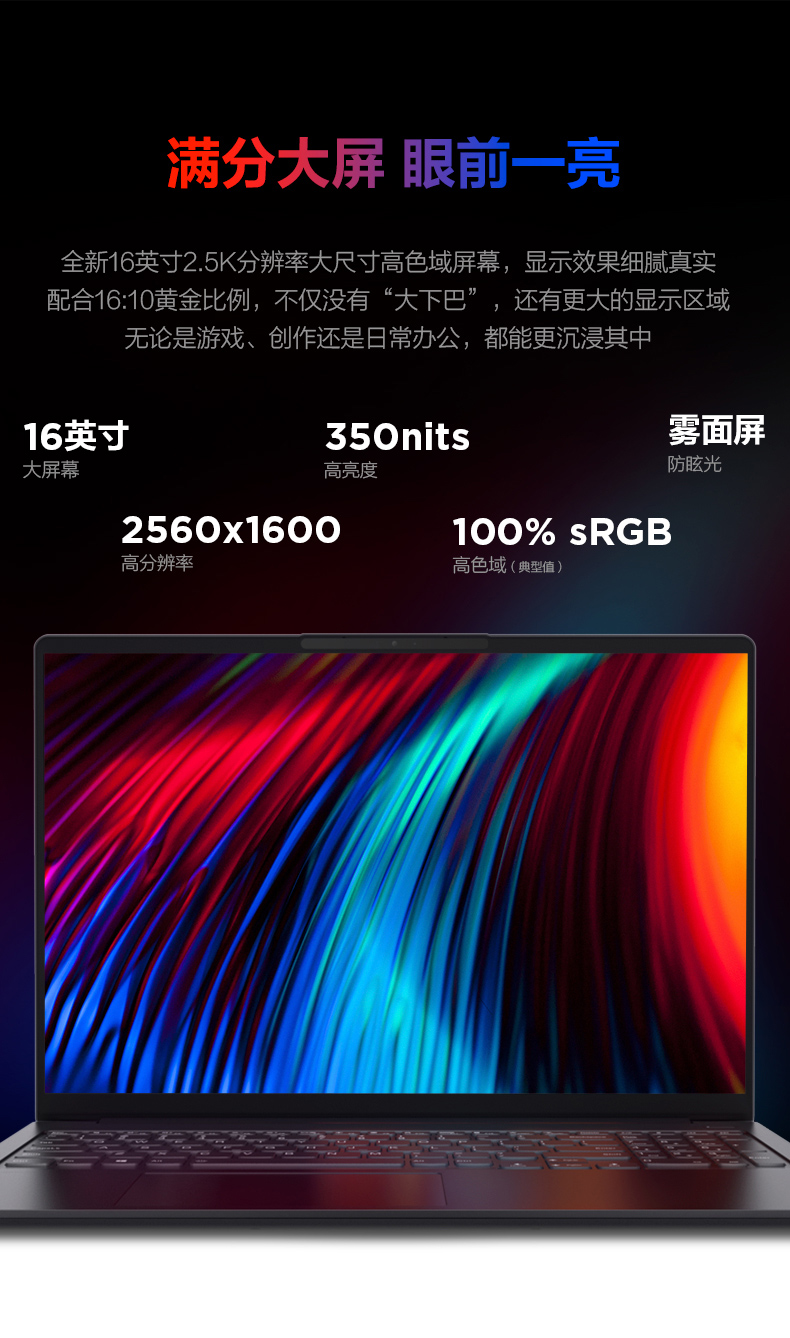 满分大屏 眼前一亮
全新16英寸2.5K分辨率大尺寸高色域屏幕，显示效果细腻真实
配合16:10黄金比例，不仅没有“大下巴”，还有更大的显示区域
无论是游戏、创作还是日常办公，都能更沉浸其中
16英寸
大屏幕
350nits
高亮度
雾面屏
防眩光
2560x1600
高分辨率
100% sRGB
高色域（典型值）